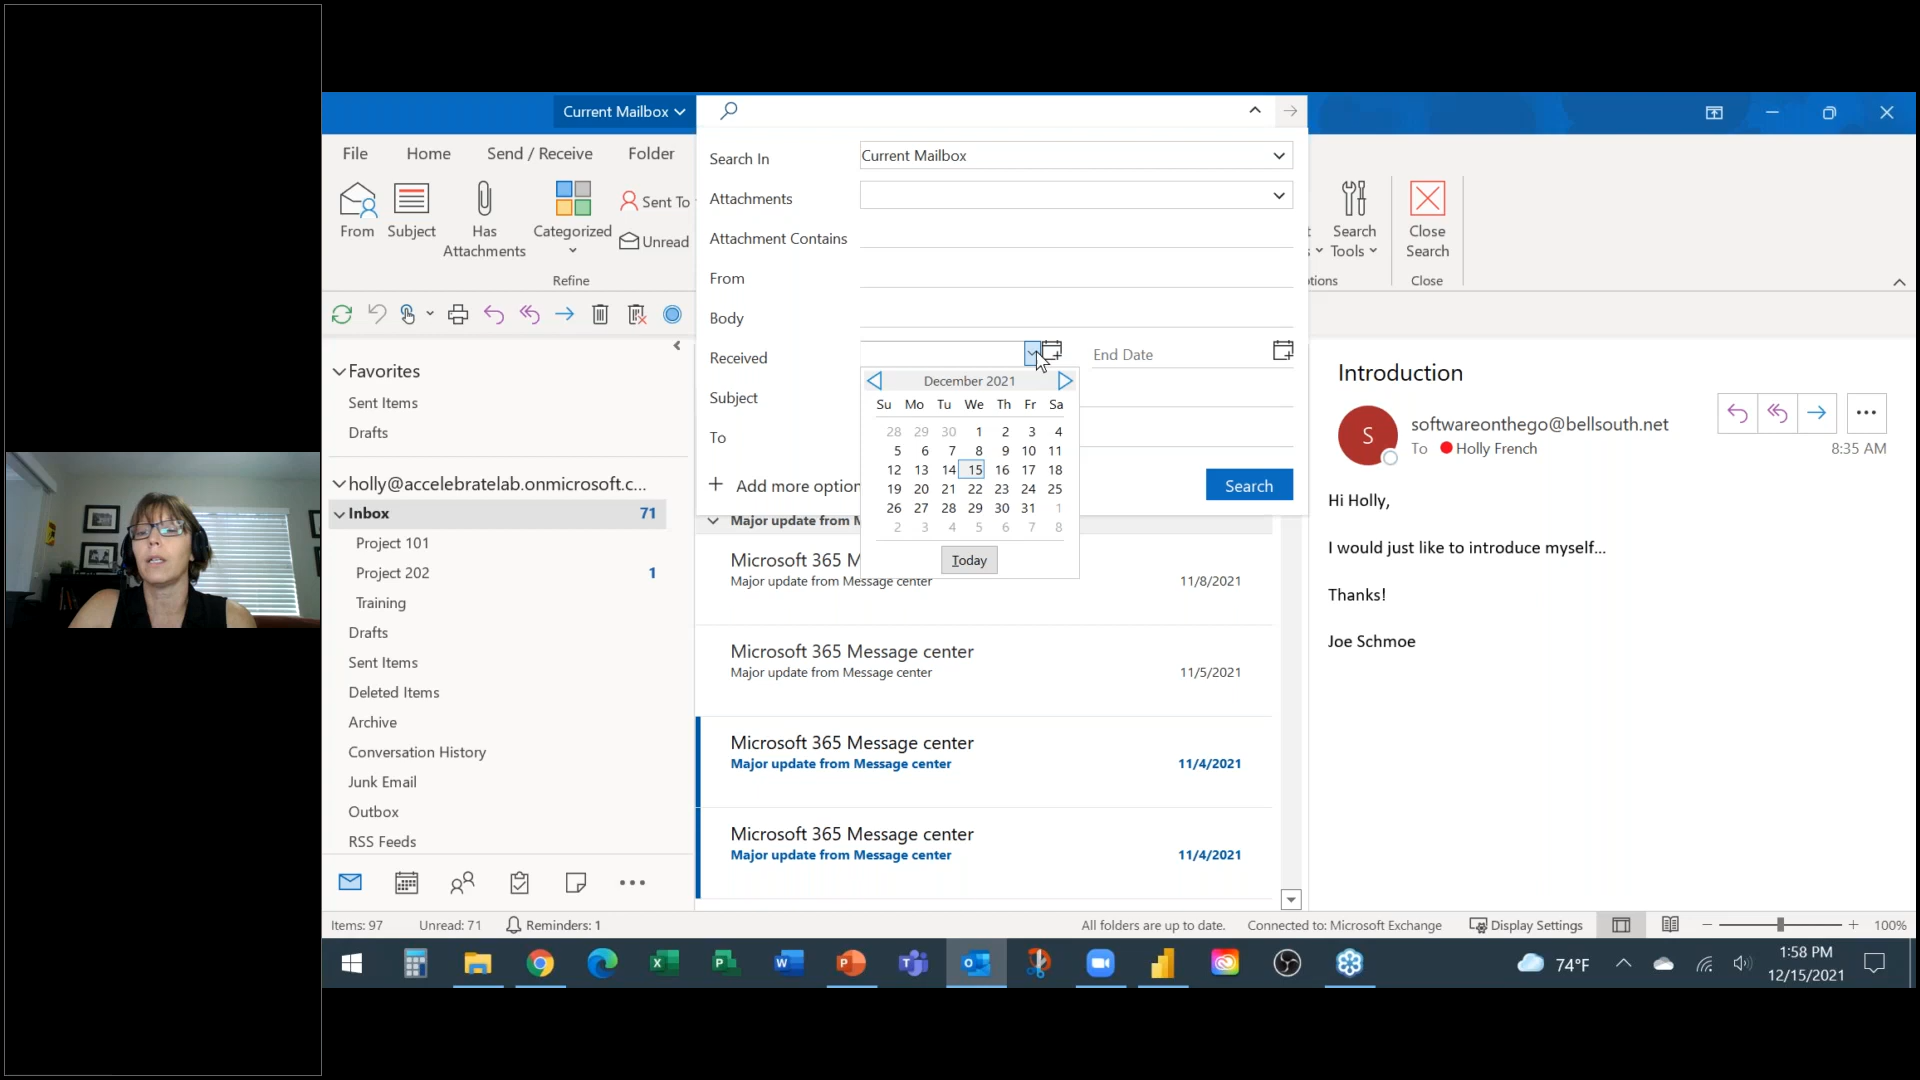 Current Mailbox
File Home Send / Receive Folder
From
Subject
Has Attachments
Categorized
Sent To
Unread
Refine
Search In Current Mailbox
Attachments
Attachment Contains
From
Body
Received End Date
Subject
To
Add more option
Search
December 2021
Su Mo Tu We Th Fr Sa
28 29 30 1 2 3 4
5 6 7 8 9 10 11
12 13 14 15 16 17 18
19 20 21 22 23 24 25
26 27 28 29 30 31 1
2 3 4 5 6 7 8
Today
Search Tools
Close Search
Close
Favorites
Sent Items
Drafts
holly@accelebratelab.onmicrosoft.c...
Inbox 71
Project 101
Project 202 1
Training
Drafts
Sent Items
Deleted Items
Archive
Conversation History
Junk Email
Outbox
RSS Feeds
Major update from M
Microsoft 365 M
Major update from Message center 11/8/2021
Microsoft 365 Message center
Major update from Message center 11/5/2021
Microsoft 365 Message center
Major update from Message center 11/4/2021
Microsoft 365 Message center
Major update from Message center 11/4/2021
Introduction
S
softwareonthego@bellsouth.net
To Holly French 8:35 AM
Hi Holly,
I would just like to introduce myself...
Thanks!
Joe Schmoe
Items: 97 Unread: 71 Reminders: 1 All folders are up to date. Connected to: Microsoft Exchange Display Settings 100%
74°F
1:58 PM
12/15/2021